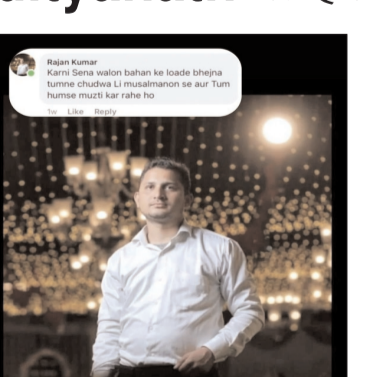 Rajan Kumar
Karni Sena walon bahan ke loade bhejna
tumne chudwa Li musalmanon se aur Tum
humse muzti kar rahe ho
1w Like Reply